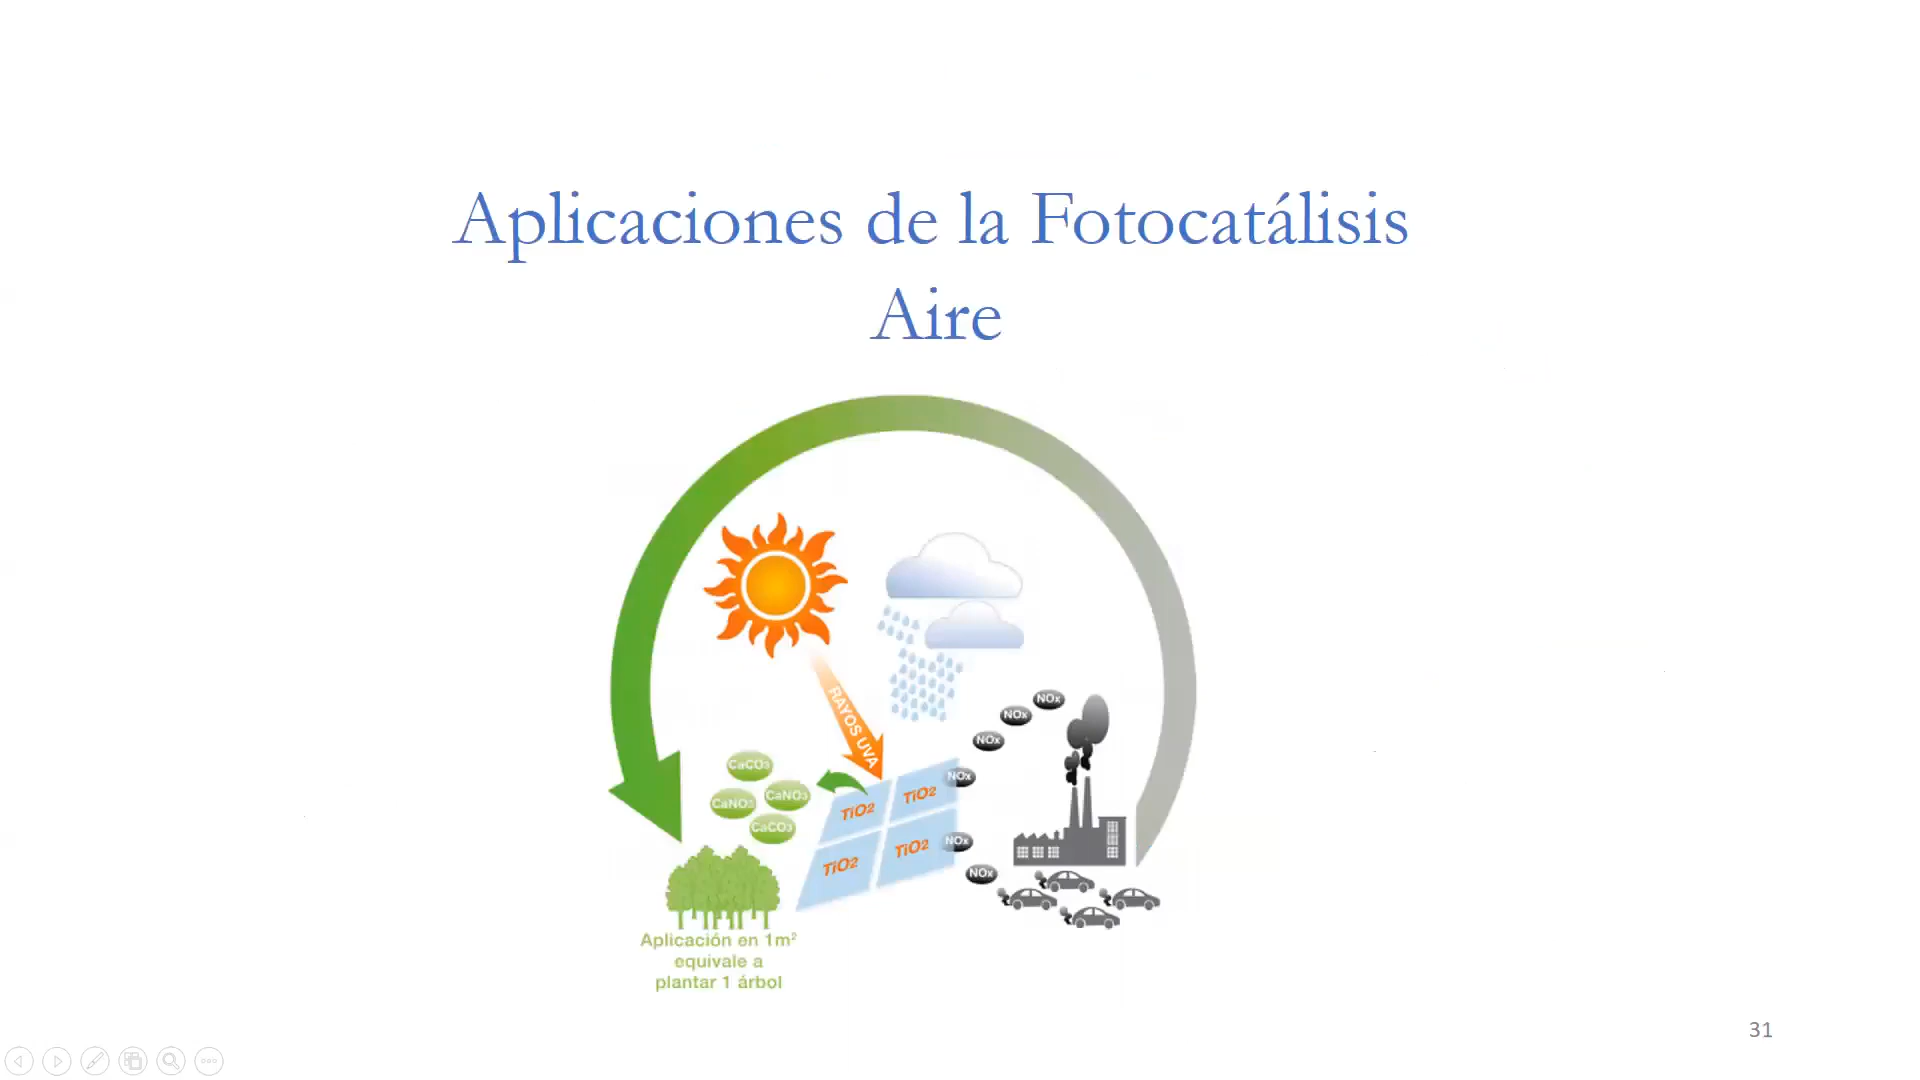 Aplicaciones de la Fotocatálisis
Aire
RAYOS UVA
NOx
NOx
NOx
NOx
NOx
NOx
CaCO3
CaNO3
CaNO3
CaCO3
TiO2
TiO2
TiO2
TiO2
Aplicación en 1m²
equivale a
plantar 1 árbol
31